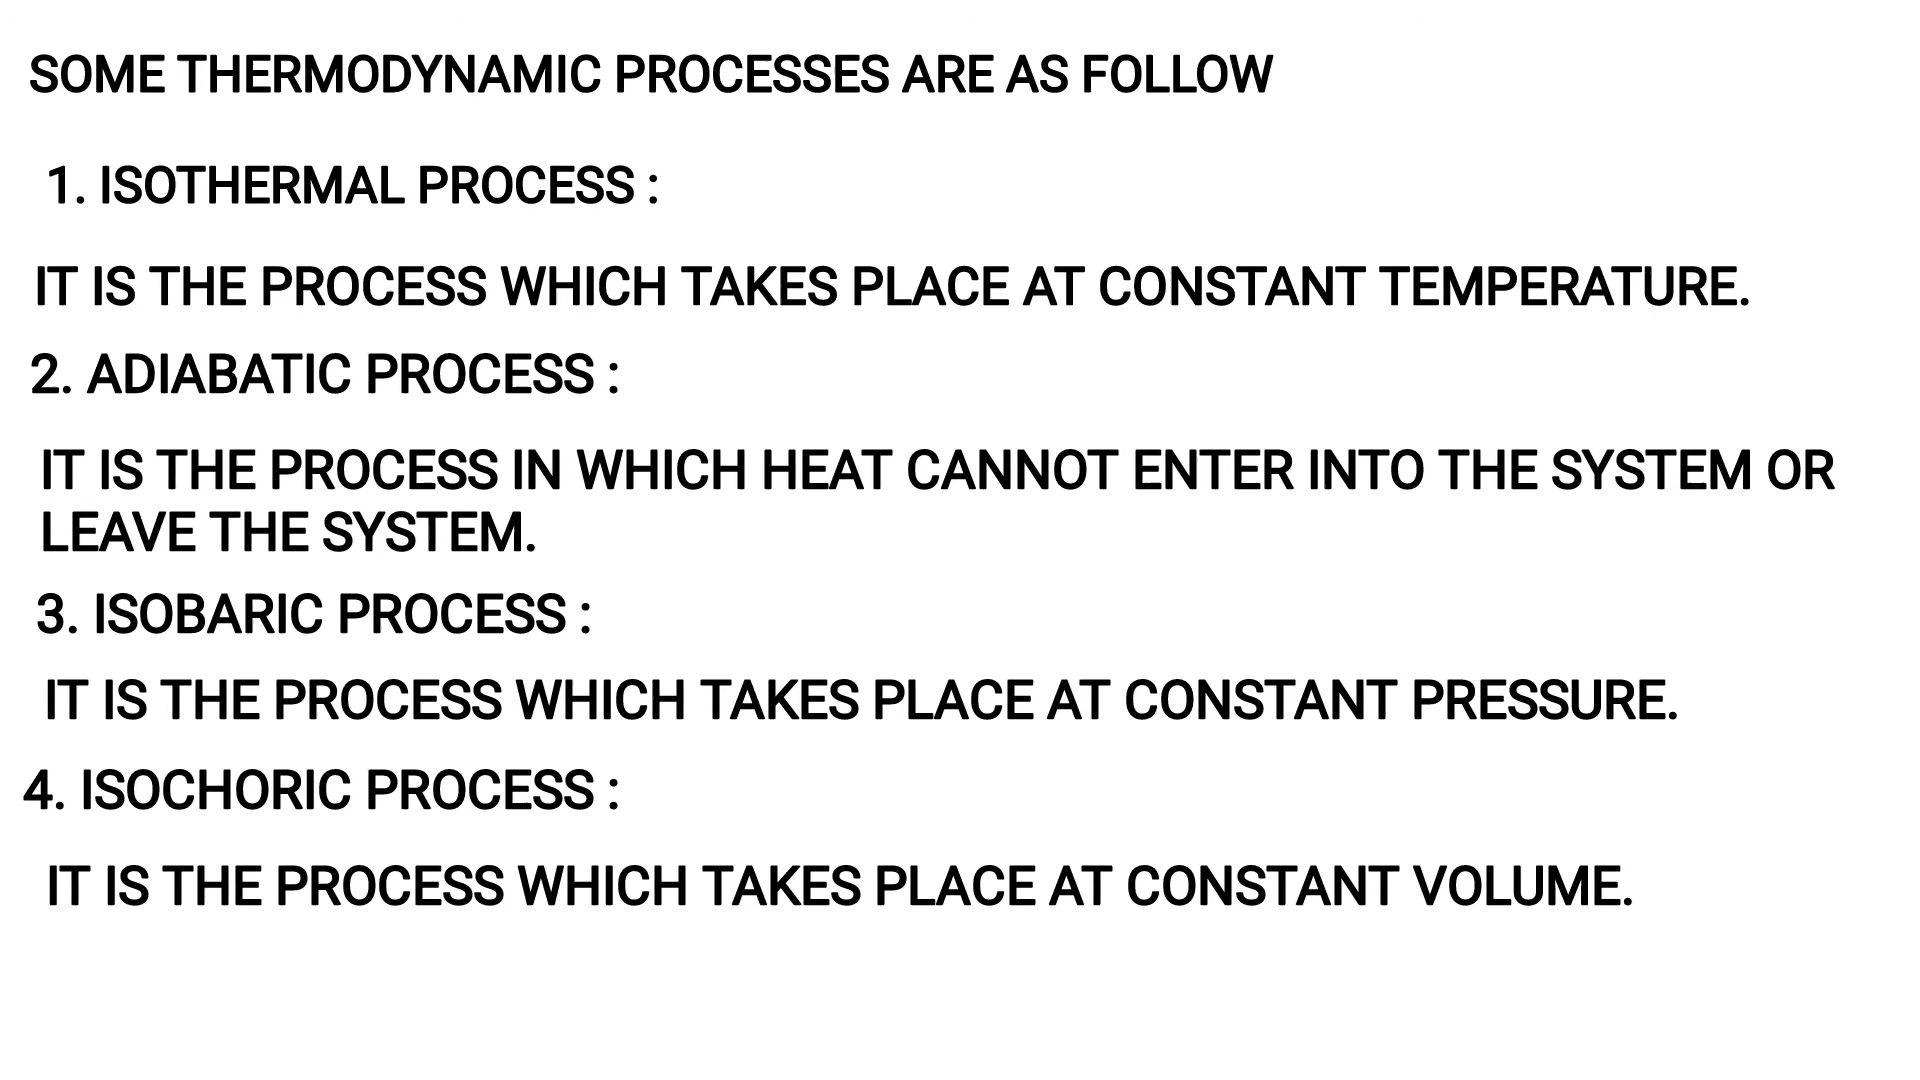 SOME THERMODYNAMIC PROCESSES ARE AS FOLLOW
1. ISOTHERMAL PROCESS :
IT IS THE PROCESS WHICH TAKES PLACE AT CONSTANT TEMPERATURE.
2. ADIABATIC PROCESS :
IT IS THE PROCESS IN WHICH HEAT CANNOT ENTER INTO THE SYSTEM OR
LEAVE THE SYSTEM.
3. ISOBARIC PROCESS :
IT IS THE PROCESS WHICH TAKES PLACE AT CONSTANT PRESSURE.
4. ISOCHORIC PROCESS :
IT IS THE PROCESS WHICH TAKES PLACE AT CONSTANT VOLUME.